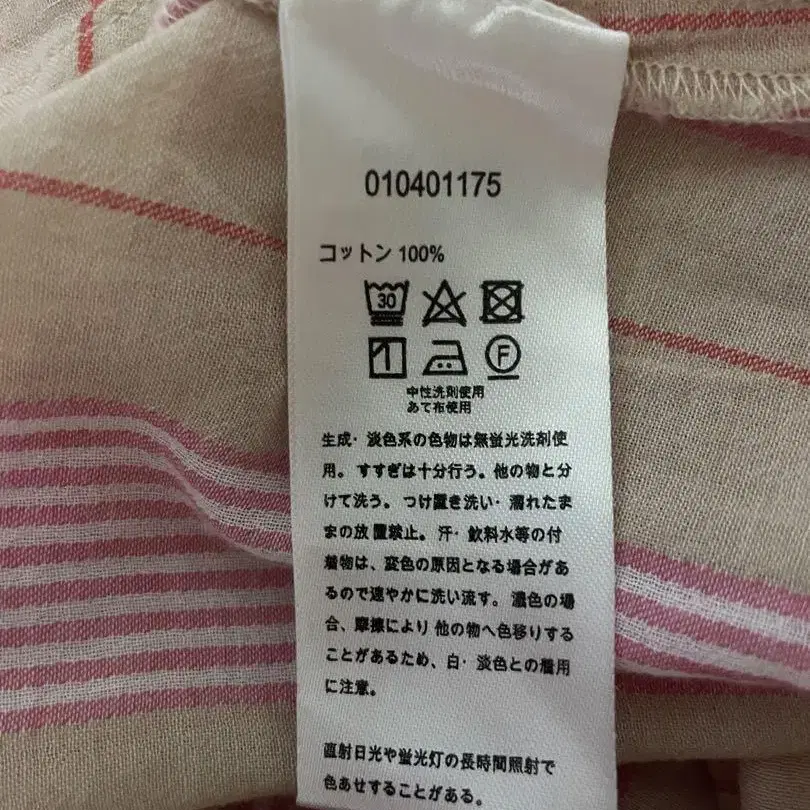 010401175
コットン 100%
30
F
中性洗剤使用
あて布使用
生成・淡色系の色物は無蛍光洗剤使
用。すすぎは十分行う。他の物と分
けて洗う。つけ置き洗い・濡れたま
まの放置禁止。汗・飲料水等の付
着物は、変色の原因となる場合があ
るので速やかに洗い流す。濃色の場
合、摩擦により他の物へ色移りする
ことがあるため、白・淡色との着用
に注意。
直射日光や蛍光灯の長時間照射で
色あせすることがある。